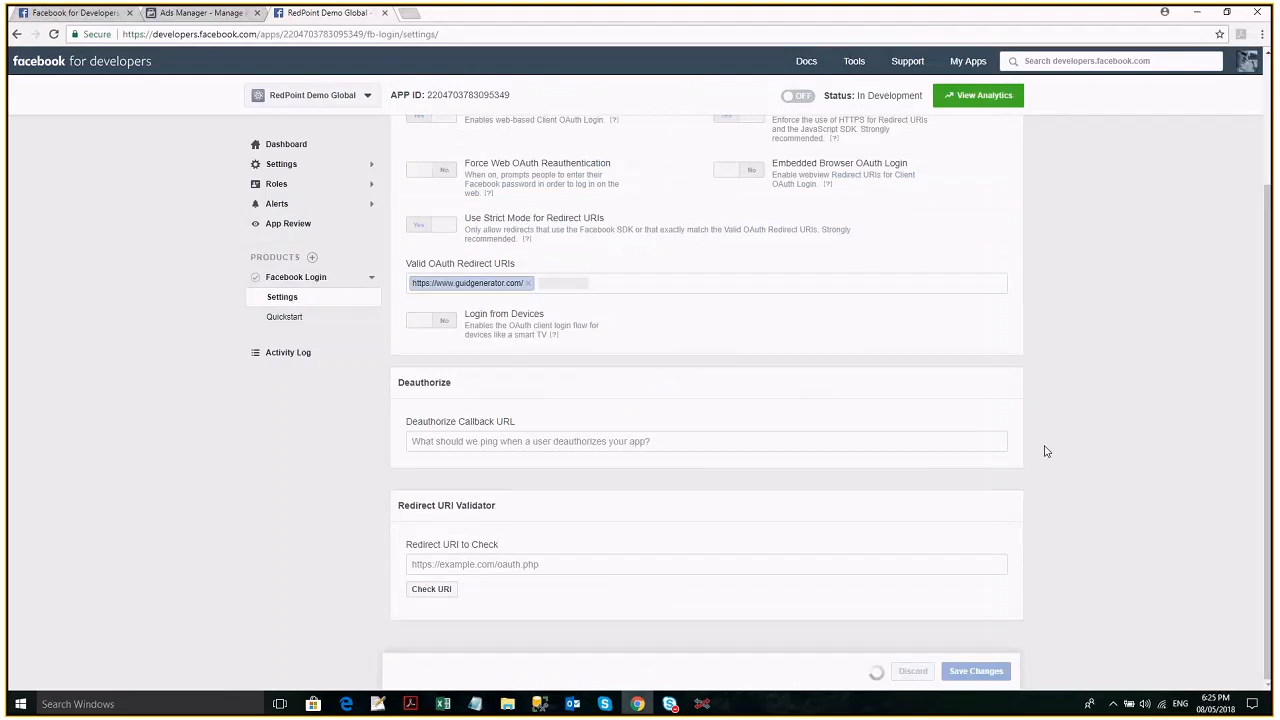 Facebook for Developers
Ads Manager - Manage
RedPoint Demo Global -
Secure
https://developers.facebook.com/apps/2204703783095349/fb-login/settings/
facebook for developers
Docs
Tools
Support
My Apps
Search developers.facebook.com
RedPoint Demo Global
APP ID: 2204703783095349
OFF
Status: In Development
View Analytics
Yes
Enables web-based Client OAuth Login. [?]
Yes
Enforce the use of HTTPS for Redirect URIs
and the JavaScript SDK. Strongly
recommended. [?]
Dashboard
Settings
Roles
Alerts
App Review
PRODUCTS
Facebook Login
Settings
Quickstart
Activity Log
No
Force Web OAuth Reauthentication
When on, prompts people to enter their
Facebook password in order to log in on the
web. [?]
No
Embedded Browser OAuth Login
Enable webview Redirect URIs for Client
OAuth Login. [?]
Yes
Use Strict Mode for Redirect URIs
Only allow redirects that use the Facebook SDK or that exactly match the Valid OAuth Redirect URIs. Strongly
recommended. [?]
Valid OAuth Redirect URIs
https://www.guidgenerator.com/
No
Login from Devices
Enables the OAuth client login flow for
devices like a smart TV [?]
Deauthorize
Deauthorize Callback URL
What should we ping when a user deauthorizes your app?
Redirect URI Validator
Redirect URI to Check
https://example.com/oauth.php
Check URI
Discard
Save Changes
Search Windows
ENG
6:25 PM
08/05/2018